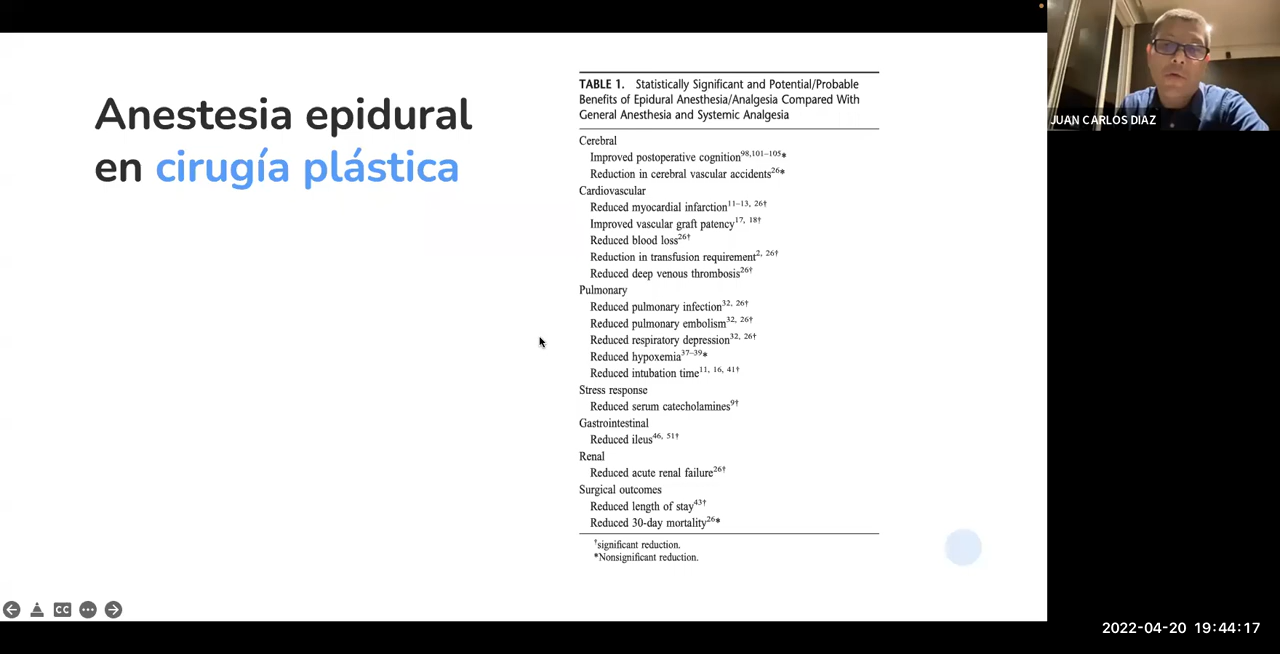 Anestesia epidural
en cirugía plástica
TABLE 1. Statistically Significant and Potential/Probable
Benefits of Epidural Anesthesia/Analgesia Compared With
General Anesthesia and Systemic Analgesia
Cerebral
Improved postoperative cognition98,101–105*
Reduction in cerebral vascular accidents26*
Cardiovascular
Reduced myocardial infarction11–13, 26†
Improved vascular graft patency17, 18†
Reduced blood loss26†
Reduction in transfusion requirement2, 26†
Reduced deep venous thrombosis26†
Pulmonary
Reduced pulmonary infection32, 26†
Reduced pulmonary embolism32, 26†
Reduced respiratory depression32, 26†
Reduced hypoxemia37–39*
Reduced intubation time11, 16, 41†
Stress response
Reduced serum catecholamines9†
Gastrointestinal
Reduced ileus46, 51†
Renal
Reduced acute renal failure26†
Surgical outcomes
Reduced length of stay43†
Reduced 30-day mortality26*
†significant reduction.
*Nonsignificant reduction.
JUAN CARLOS DIAZ
CC
2022-04-20 19:44:17